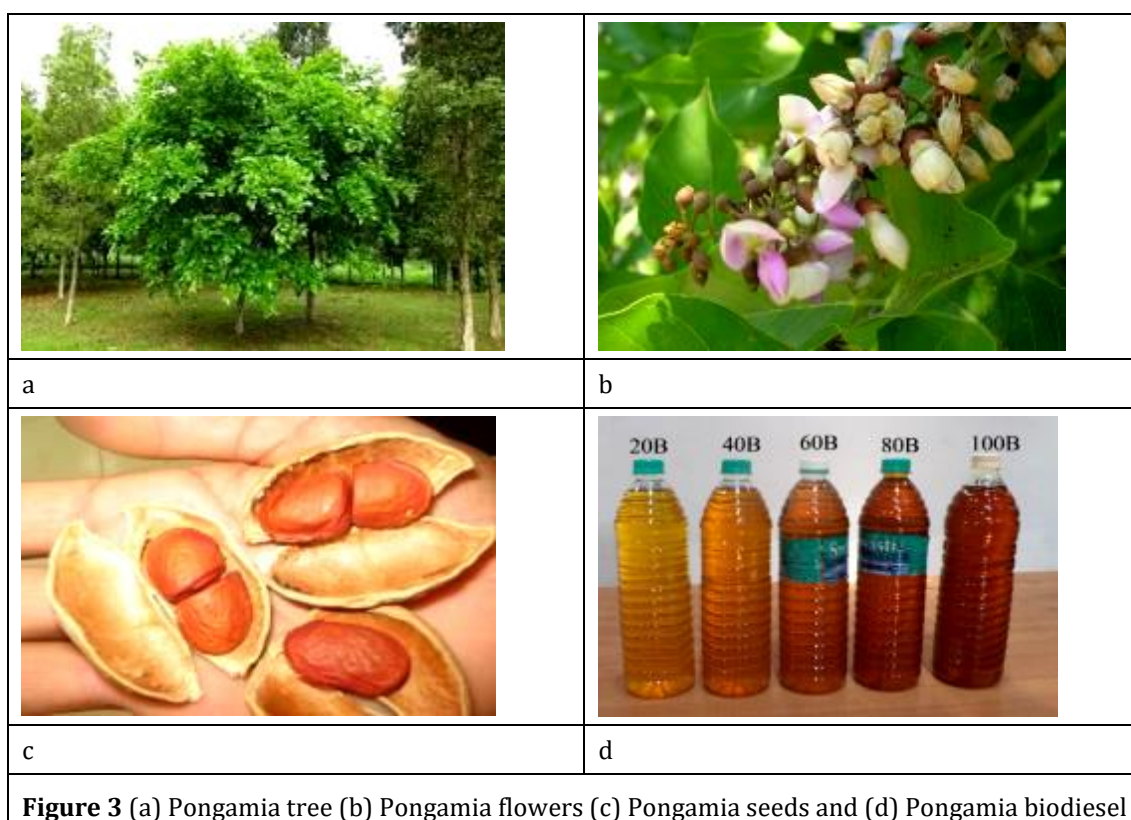 a
b
20B 40B 60B 80B 100B
c
d
Figure 3 (a) Pongamia tree (b) Pongamia flowers (c) Pongamia seeds and (d) Pongamia biodiesel